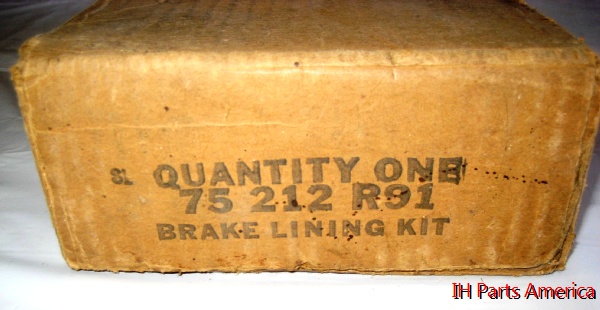 SL QUANTITY ONE
75 212 R91
BRAKE LINING KIT
IH Parts America